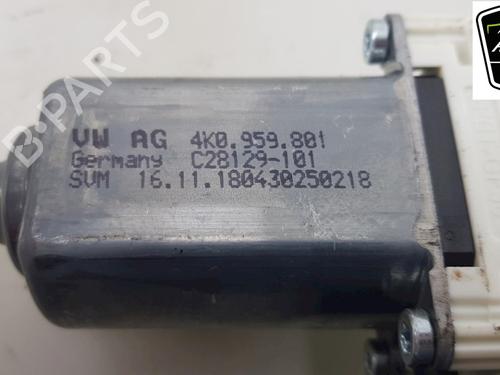 B-PARTS
VW AG 4K0.959.801
Germany C28129-101
SVM 16.11.180430250218